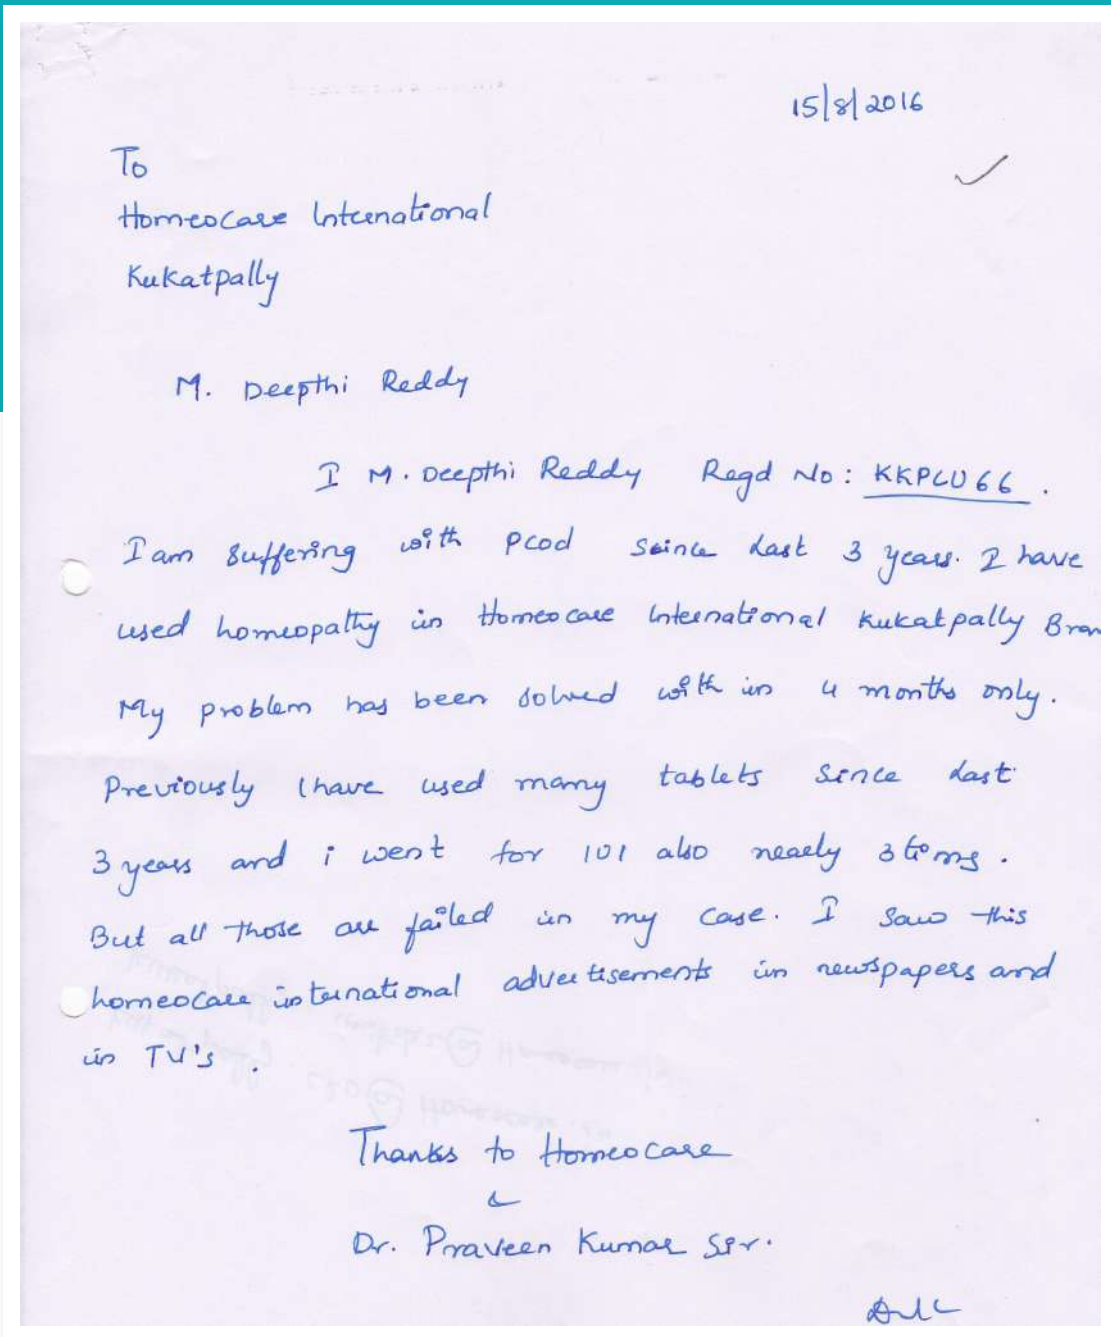 15/8/2016
To
Homeocare International
Kukatpally
M. Deepthi Reddy
I M. Deepthi Reddy Regd No: KKPLU66.
I am suffering with pcod since last 3 years. I have
used homeopathy in Homeocare International Kukatpally Bran
My problem has been solved with in 4 months only.
Previously I have used many tablets since last
3 years and i went for IUI also nearly 3 times.
But all those are failed in my case. I saw this
homeocare international advertisements in newspapers and
in TV's.
Thanks to Homeocare
&
Dr. Praveen Kumar Sir.